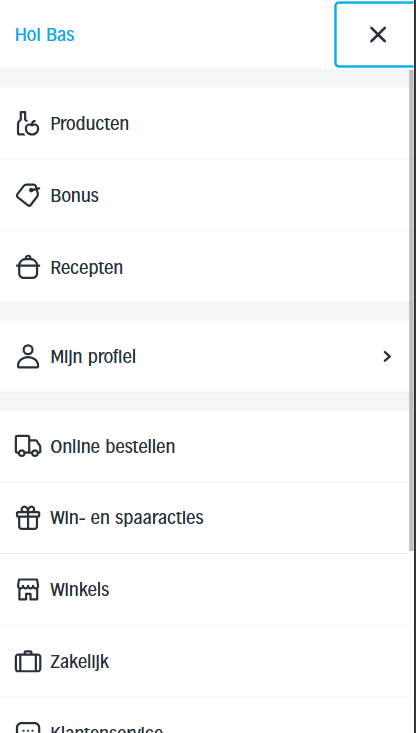 Hoi Bas
Producten
Bonus
Recepten
Mijn profiel
Online bestellen
Win- en spaaracties
Winkels
Zakelijk
Klantenservice